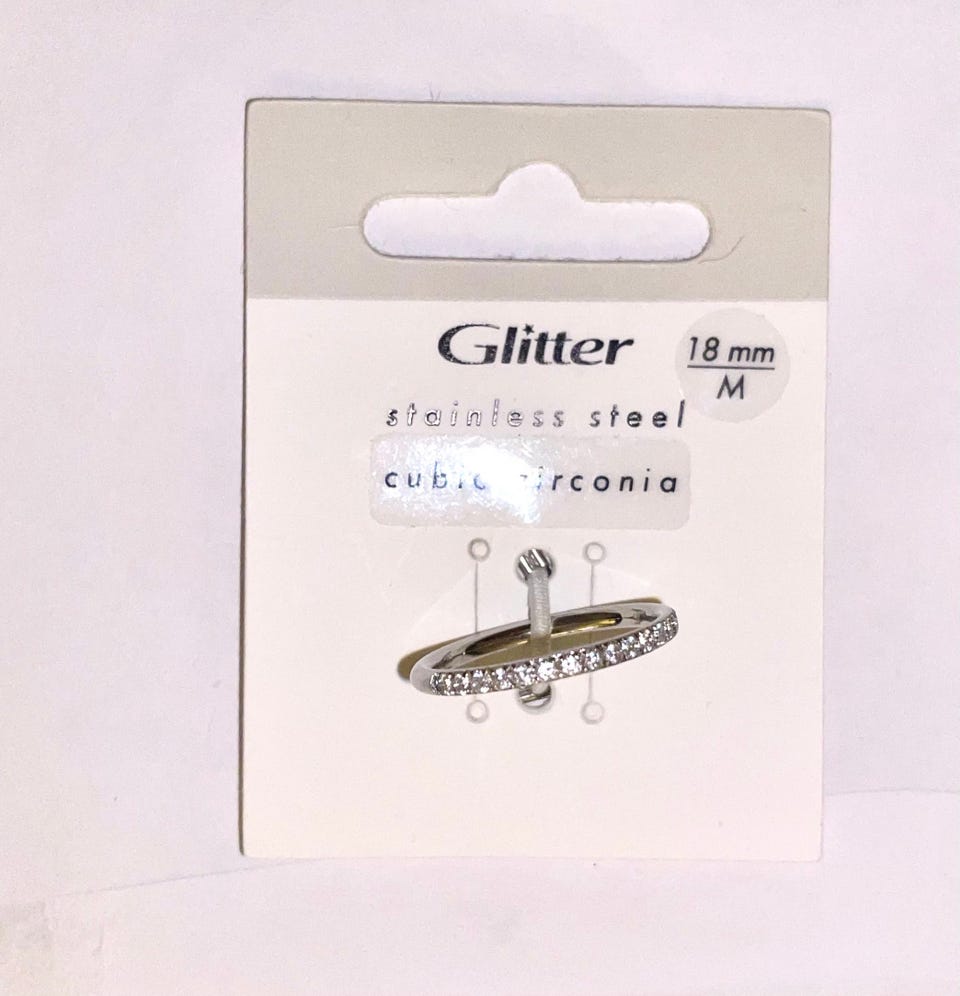 Glitter
18 mm
M
stainless steel
cubic zirconia